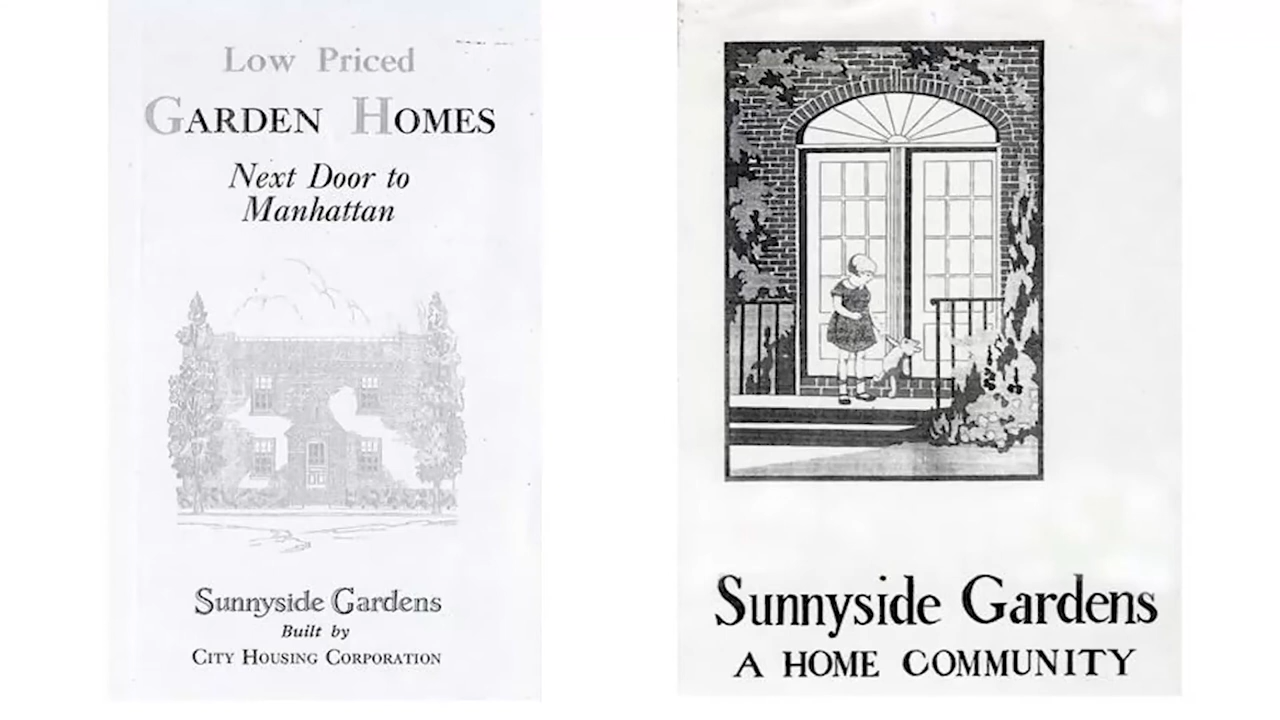 Low Priced
GARDEN HOMES
Next Door to
Manhattan
Sunnyside Gardens
Built by
CITY HOUSING CORPORATION
Sunnyside Gardens
A HOME COMMUNITY